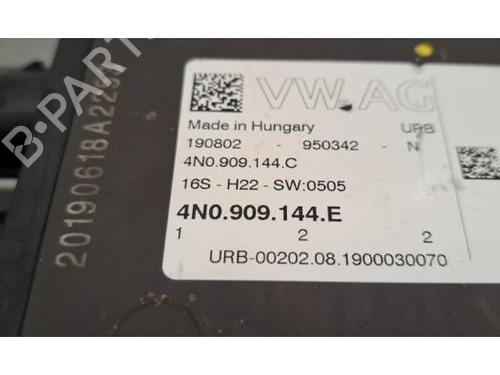 B-PARTS
VW AG
Made in Hungary URB
190802 - 950342 - N
4N0.909.144.C
16S - H22 - SW:0505
4N0.909.144.E
1 2 2
URB-00202.08.1900030070